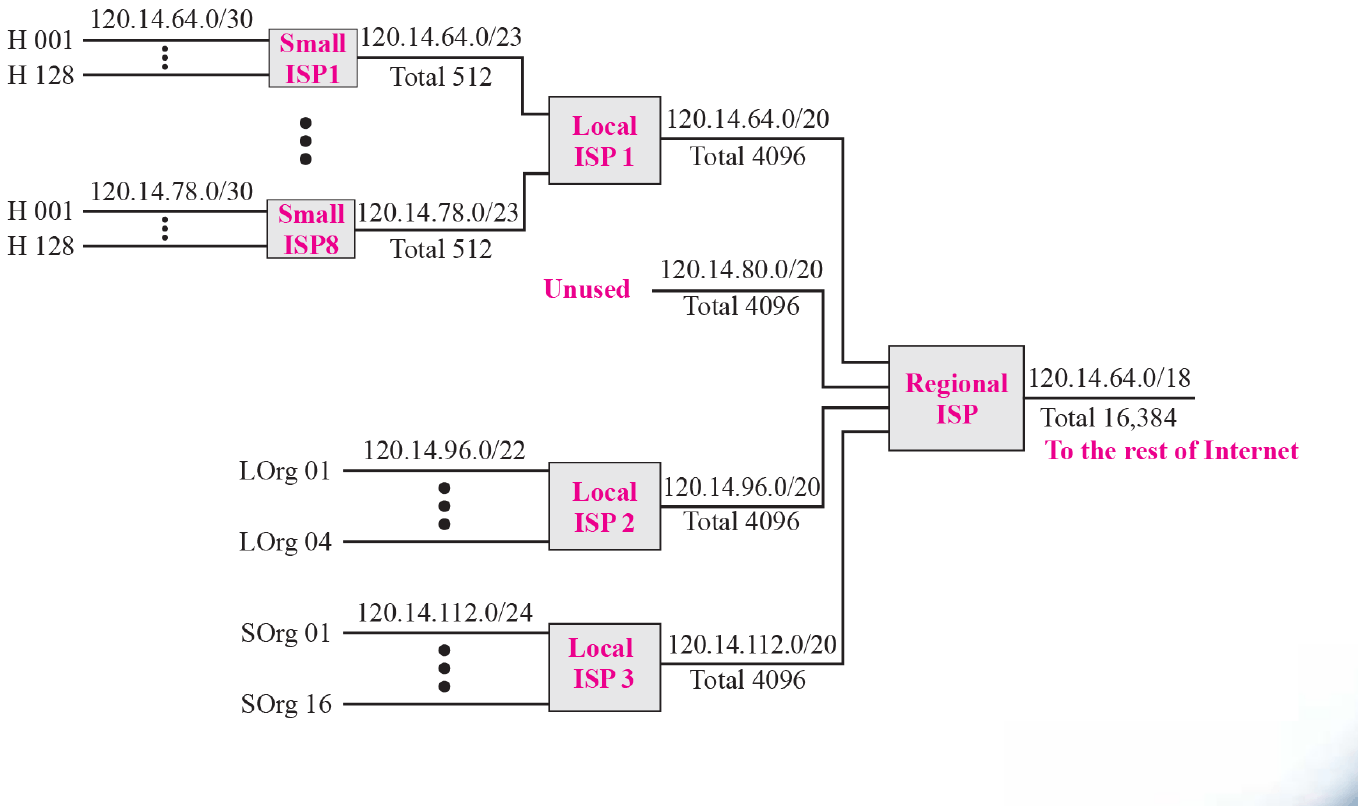 120.14.64.0/30
H 001
H 128
Small
ISP1
120.14.64.0/23
Total 512
120.14.78.0/30
H 001
H 128
Small
ISP8
120.14.78.0/23
Total 512
Local
ISP 1
120.14.64.0/20
Total 4096
Unused
120.14.80.0/20
Total 4096
Regional
ISP
120.14.64.0/18
Total 16,384
To the rest of Internet
LOrg 01
120.14.96.0/22
LOrg 04
Local
ISP 2
120.14.96.0/20
Total 4096
SOrg 01
120.14.112.0/24
SOrg 16
Local
ISP 3
120.14.112.0/20
Total 4096